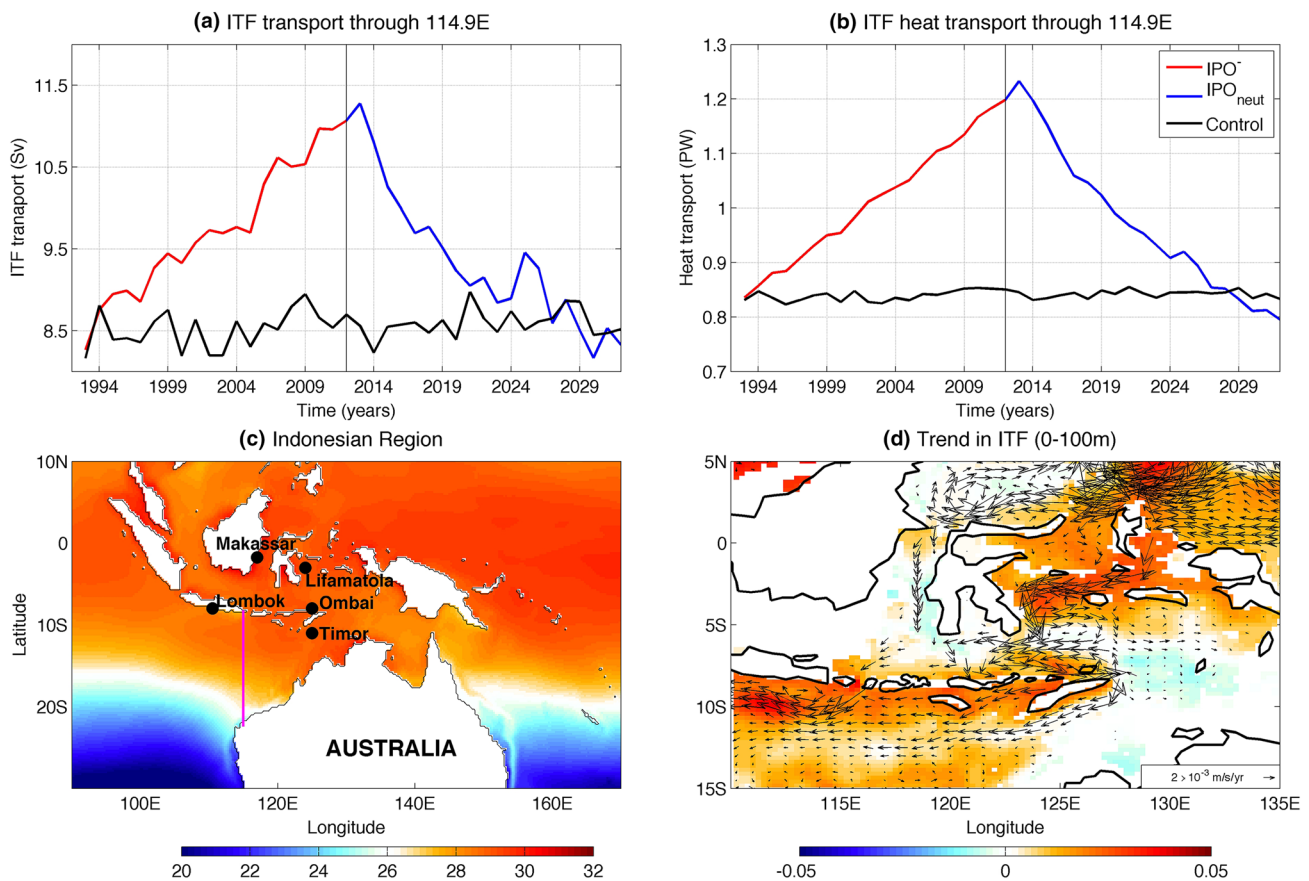 (a) ITF transport through 114.9E
11.5
10.5
9.5
8.5
ITF tranaport (Sv)
1994 1999 2004 2009 2014 2019 2024 2029
Time (years)
(b) ITF heat transport through 114.9E
1.3
1.2
1.1
1
0.9
0.8
0.7
Heat transport (PW)
IPO-
IPOneut
Control
1994 1999 2004 2009 2014 2019 2024 2029
Time (years)
(c) Indonesian Region
10N
0
10S
20S
Latitude
Makassar
Lifamatola
Lombok
Ombai
Timor
AUSTRALIA
100E 120E 140E 160E
Longitude
20 22 24 26 28 30 32
(d) Trend in ITF (0-100m)
5N
0
5S
10S
15S
2 > 10-3 m/s/yr
115E 120E 125E 130E 135E
Longitude
-0.05 0 0.05